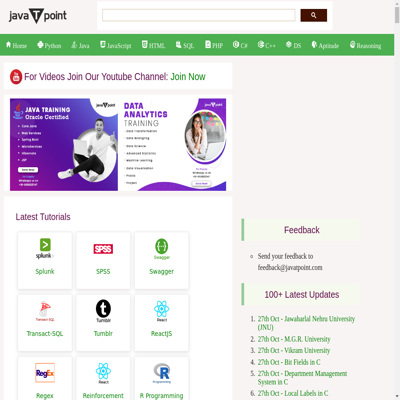 javaTpoint
Home Python Java JavaScript HTML SQL PHP C# C++ DS Aptitude Reasoning
For Videos Join Our Youtube Channel: Join Now
JAVA TRAINING
Oracle Certified
DATA
ANALYTICS
TRAINING
Latest Tutorials
splunk>
Splunk
SPSS
SPSS
Swagger
Swagger
Transact-SQL
Tumblr
Tumblr
React
ReactJS
RegEx
Regex
React
Reinforcement
Programming
R Programming
Feedback
Send your feedback to
feedback@javatpoint.com
100+ Latest Updates
1. 27th Oct - Jawaharlal Nehru University
(JNU)
2. 27th Oct - M.G.R. University
3. 27th Oct - Vikram University
4. 27th Oct - Bit Fields in C
5. 27th Oct - Department Management
System in C
6. 27th Oct - Local Labels in C